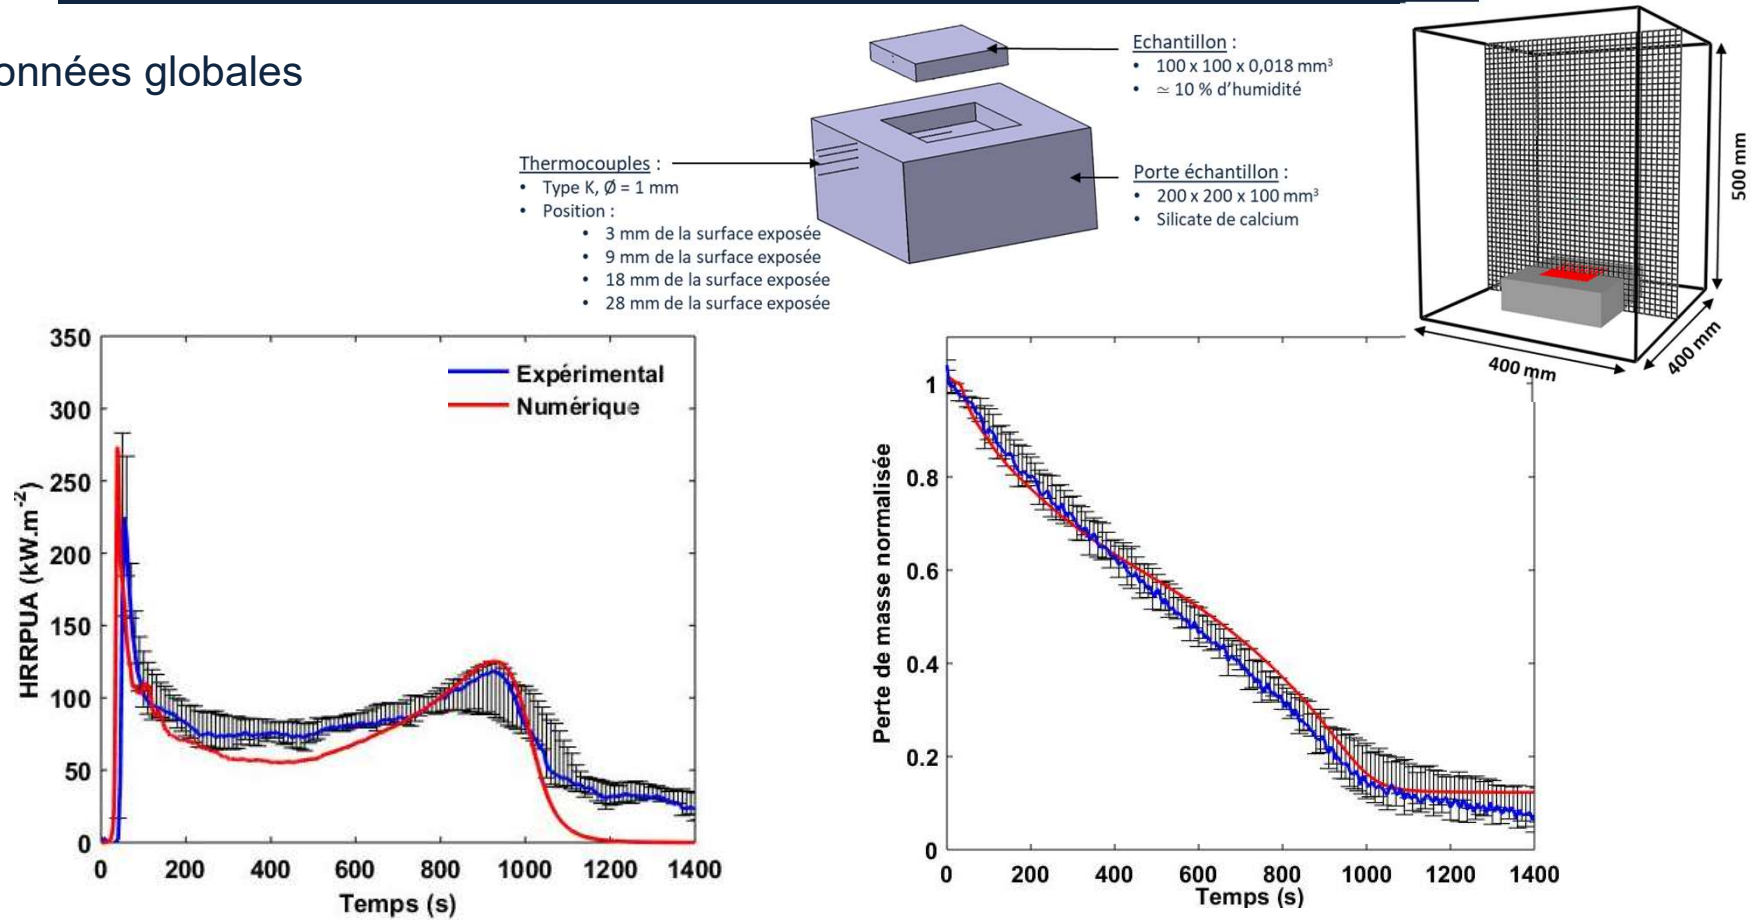 onnées globales
Echantillon :
• 100 x 100 x 0,018 mm³
• ≃ 10 % d’humidité
Thermocouples :
• Type K, Ø = 1 mm
• Position :
• 3 mm de la surface exposée
• 9 mm de la surface exposée
• 18 mm de la surface exposée
• 28 mm de la surface exposée
Porte échantillon :
• 200 x 200 x 100 mm³
• Silicate de calcium
500 mm
400 mm
400 mm
350
300
250
200
150
100
50
0
HRRPUA (kW.m⁻²)
Expérimental
Numérique
0 200 400 600 800 1000 1200 1400
Temps (s)
1
0.8
0.6
0.4
0.2
0
Perte de masse normalisée
0 200 400 600 800 1000 1200 1400
Temps (s)